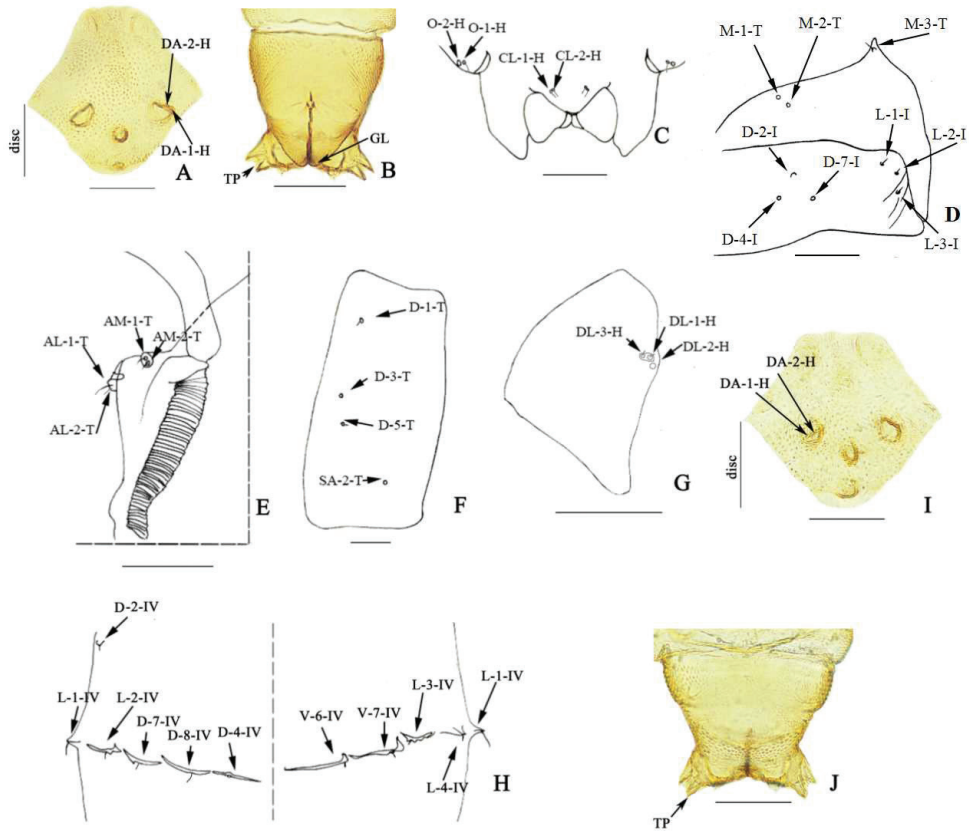 DA-2-H
DA-1-H
disc
A
GL
TP
B
O-2-H O-1-H
CL-1-H CL-2-H
C
M-1-T M-2-T M-3-T
L-1-I
L-2-I
D-2-I
D-7-I
D-4-I
L-3-I
D
AM-1-T
AL-1-T AM-2-T
AL-2-T
E
D-1-T
D-3-T
D-5-T
SA-2-T
F
DL-1-H
DL-3-H
DL-2-H
G
DA-2-H
DA-1-H
disc
I
D-2-IV
L-1-IV
L-2-IV
D-7-IV
D-8-IV
D-4-IV
L-3-IV
L-1-IV
V-7-IV
V-6-IV
L-4-IV
H
TP
J